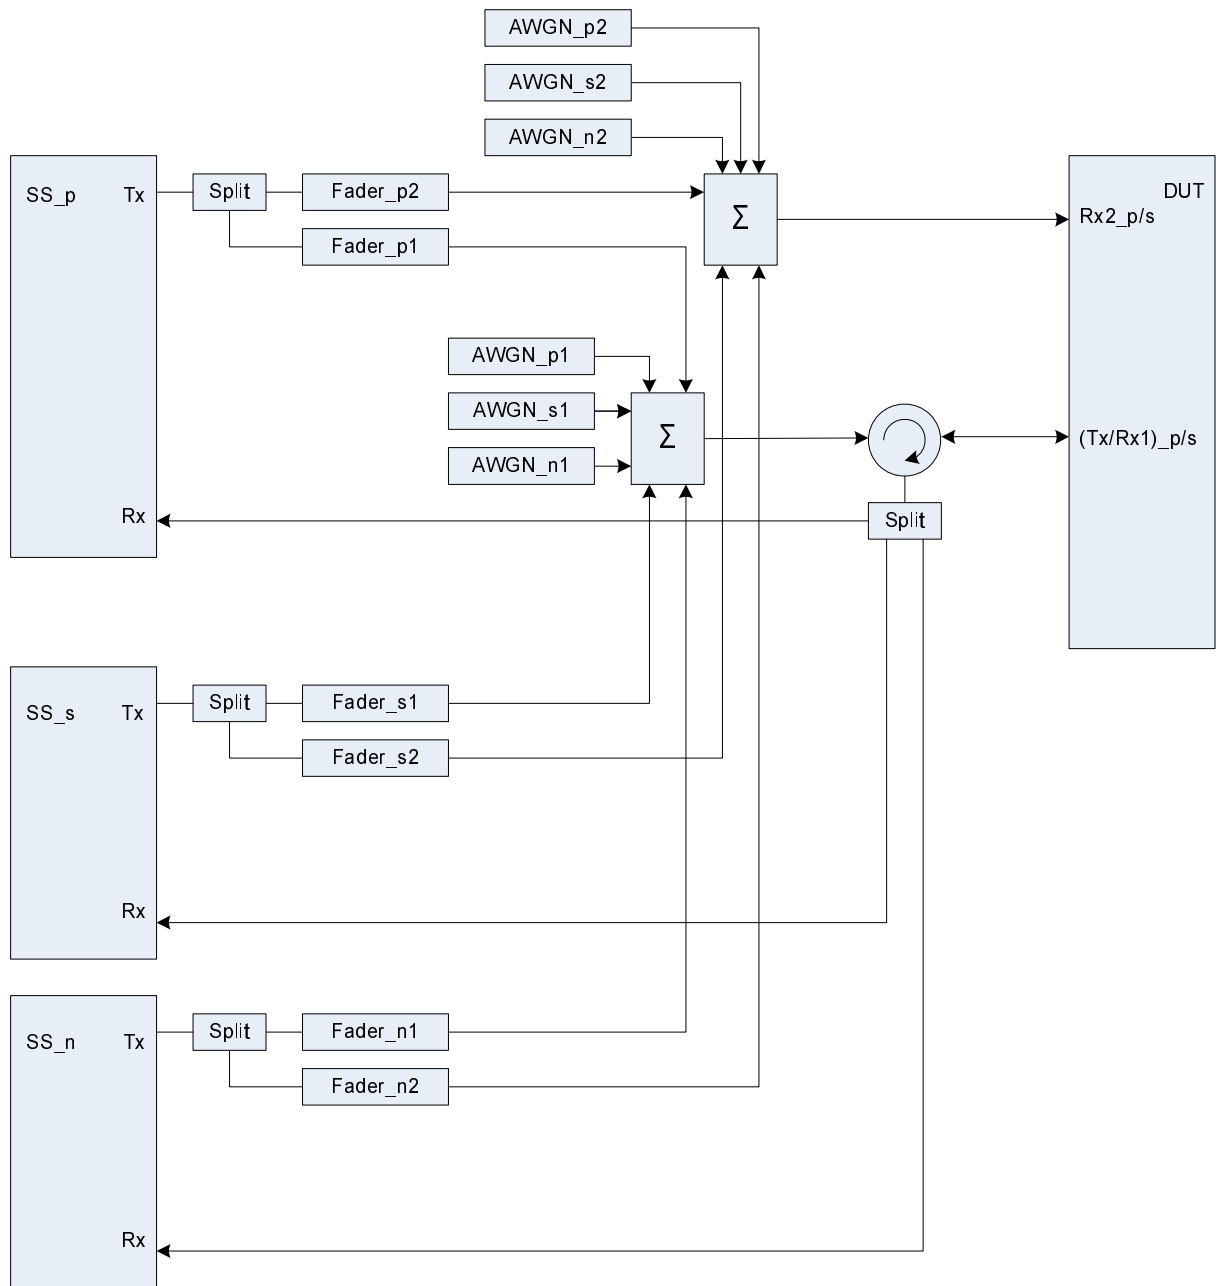 AWGN_p2
AWGN_s2
AWGN_n2
SS_p
Tx
Split
Fader_p2
Fader_p1
Σ
DUT
Rx2_p/s
AWGN_p1
AWGN_s1
AWGN_n1
Σ
(Tx/Rx1)_p/s
Rx
Split
SS_s
Tx
Split
Fader_s1
Fader_s2
Rx
SS_n
Tx
Split
Fader_n1
Fader_n2
Rx